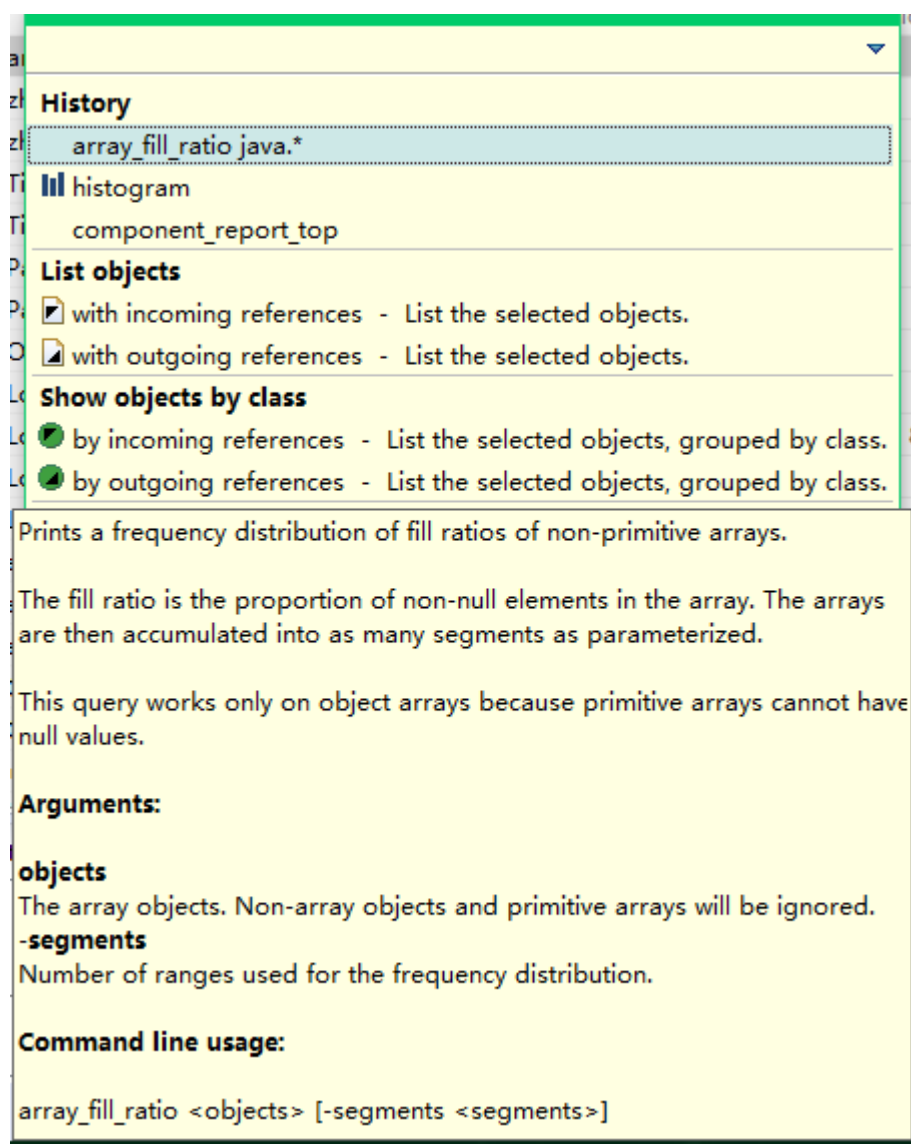 History
array_fill_ratio java.*
histogram
component_report_top
List objects
with incoming references - List the selected objects.
with outgoing references - List the selected objects.
Show objects by class
by incoming references - List the selected objects, grouped by class.
by outgoing references - List the selected objects, grouped by class.
Prints a frequency distribution of fill ratios of non-primitive arrays.
The fill ratio is the proportion of non-null elements in the array. The arrays
are then accumulated into as many segments as parameterized.
This query works only on object arrays because primitive arrays cannot have
null values.
Arguments:
objects
The array objects. Non-array objects and primitive arrays will be ignored.
-segments
Number of ranges used for the frequency distribution.
Command line usage:
array_fill_ratio <objects> [-segments <segments>]